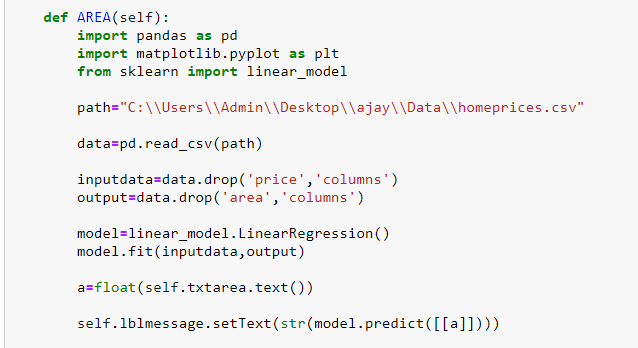 def AREA(self):
import pandas as pd
import matplotlib.pyplot as plt
from sklearn import linear_model
path="C:\\Users\\Admin\\Desktop\\ajay\\Data\\homeprices.csv"
data=pd.read_csv(path)
inputdata=data.drop('price','columns')
output=data.drop('area','columns')
model=linear_model.LinearRegression()
model.fit(inputdata,output)
a=float(self.txtarea.text())
self.lblmessage.setText(str(model.predict([[a]])))